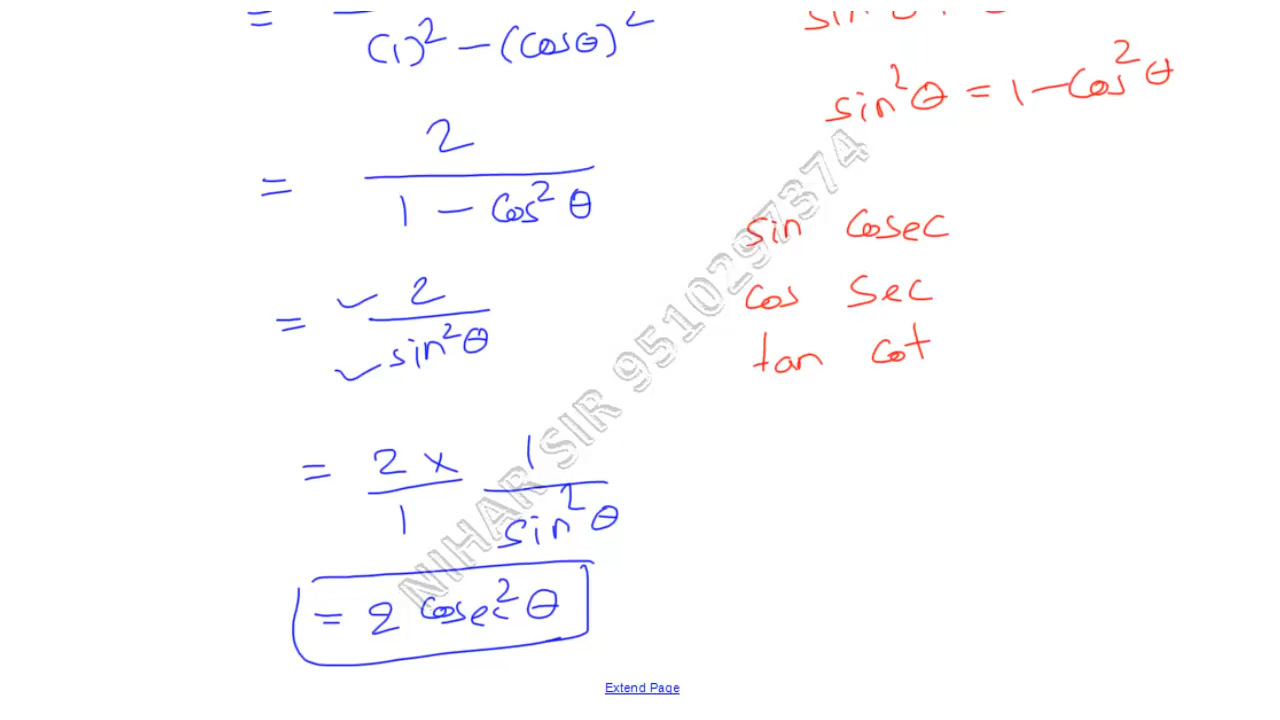 =
(1)² − (Cosθ)²
sin²θ = 1 − Cos²θ
= 2 / (1 − Cos²θ)
sin Cosec
= 2 / sin²θ
cos Sec
tan cot
= 2/1 × 1/sin²θ
= 2 Cosec²θ
NIHAR SIR 9510297374
Extend Page